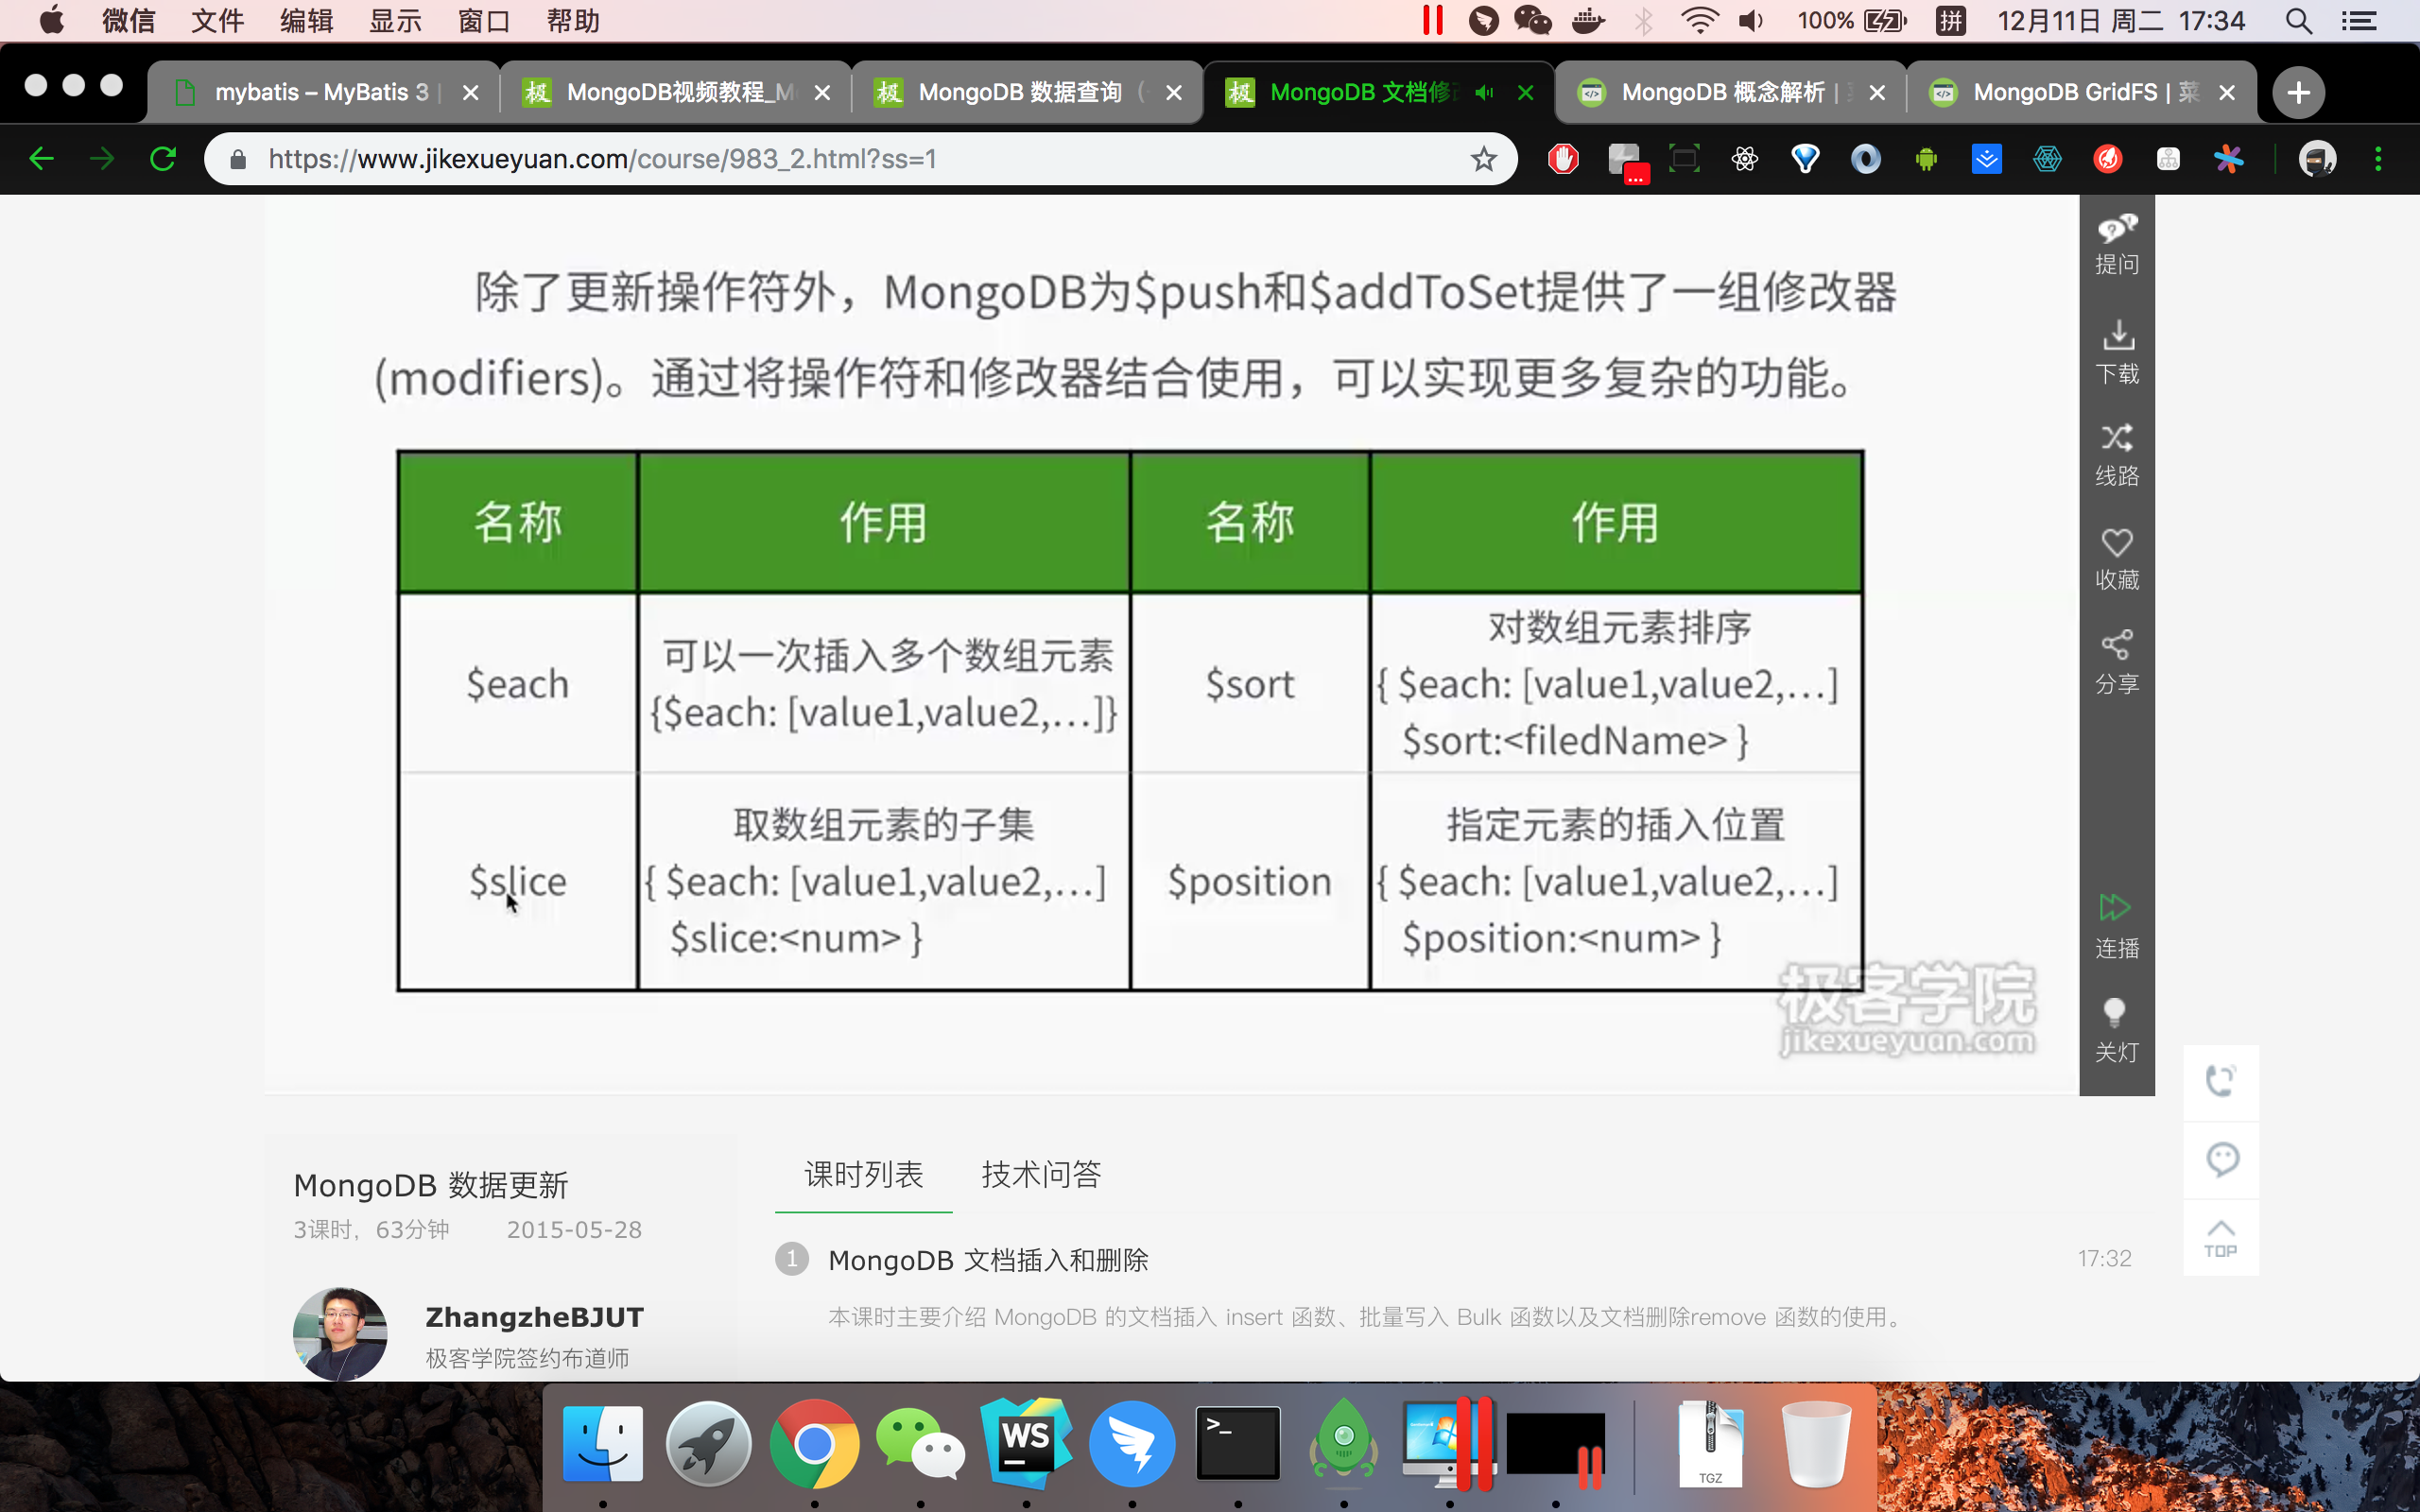 微信 文件 编辑 显示 窗口 帮助 100% 拼 12月11日 周二 17:34
mybatis – MyBatis 3 | 极 MongoDB视频教程_M 极 MongoDB 数据查询 ( 极 MongoDB 文档修 MongoDB 概念解析 | MongoDB GridFS | 菜
https://www.jikexueyuan.com/course/983_2.html?ss=1
除了更新操作符外，MongoDB为$push和$addToSet提供了一组修改器
(modifiers)。通过将操作符和修改器结合使用，可以实现更多复杂的功能。
名称 作用 名称 作用
$each
可以一次插入多个数组元素
{$each: [value1,value2,…]}
$sort
对数组元素排序
{ $each: [value1,value2,…]
$sort:<filedName> }
$slice
取数组元素的子集
{ $each: [value1,value2,…]
$slice:<num> }
$position
指定元素的插入位置
{ $each: [value1,value2,…]
$position:<num> }
极客学院
jikexueyuan.com
提问
下载
线路
收藏
分享
连播
关灯
TOP
MongoDB 数据更新
3课时，63分钟 2015-05-28
ZhangzheBJUT
极客学院签约布道师
课时列表 技术问答
1 MongoDB 文档插入和删除 17:32
本课时主要介绍 MongoDB 的文档插入 insert 函数、批量写入 Bulk 函数以及文档删除remove 函数的使用。
WS
>_
TGZ